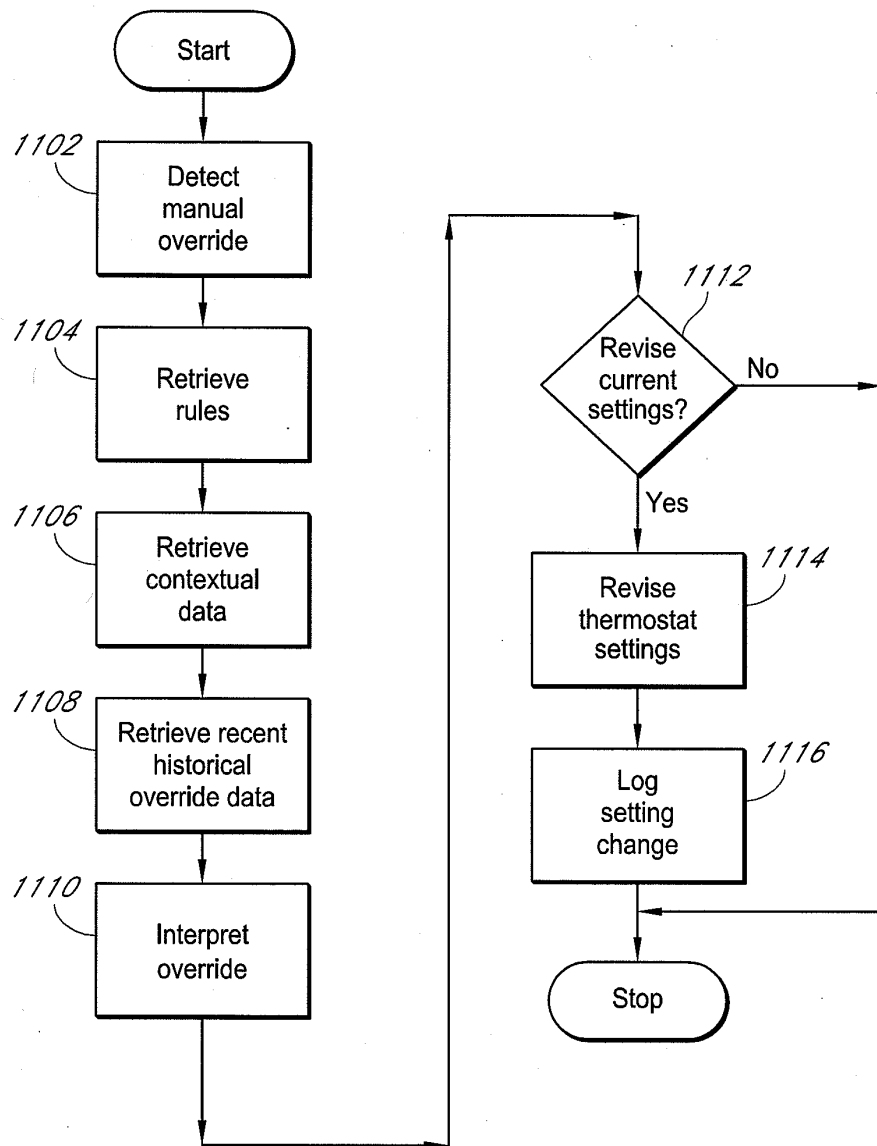 Start
1102
Detect
manual
override
1104
Retrieve
rules
1106
Retrieve
contextual
data
1108
Retrieve recent
historical
override data
1110
Interpret
override
1112
Revise
current
settings?
No
Yes
1114
Revise
thermostat
settings
1116
Log
setting
change
Stop